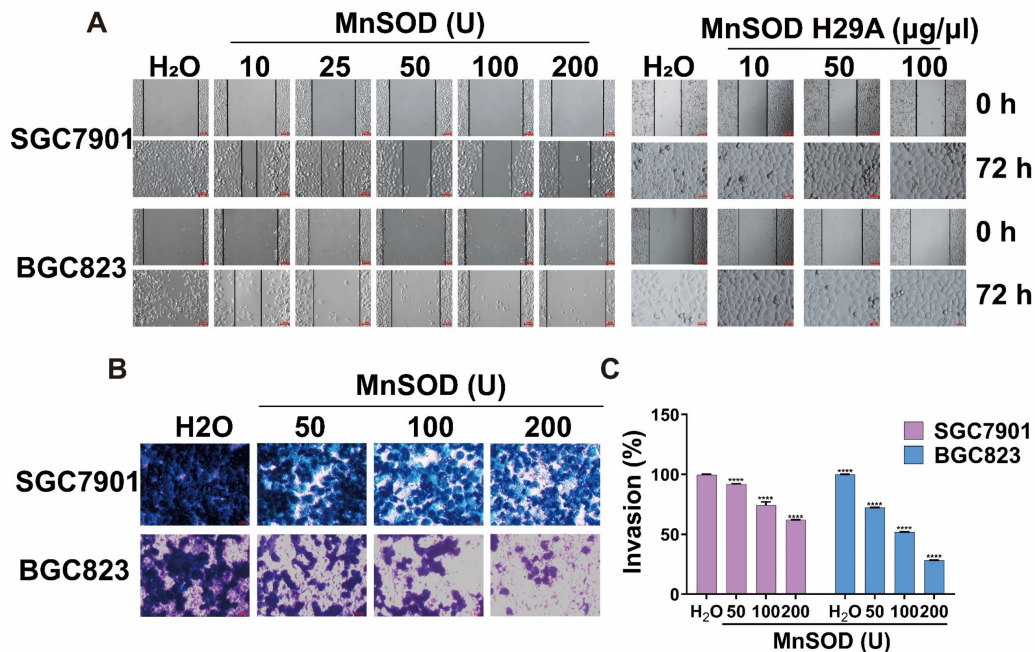 A
MnSOD (U)
MnSOD H29A (μg/μl)
H₂O 10 25 50 100 200
H₂O 10 50 100
SGC7901
0 h
72 h
BGC823
0 h
72 h
B
MnSOD (U)
H2O 50 100 200
SGC7901
BGC823
C
Invasion (%)
150
100
50
0
SGC7901
BGC823
**** **** ****
**** **** **** ****
H₂O 50 100 200 H₂O 50 100 200
MnSOD (U)